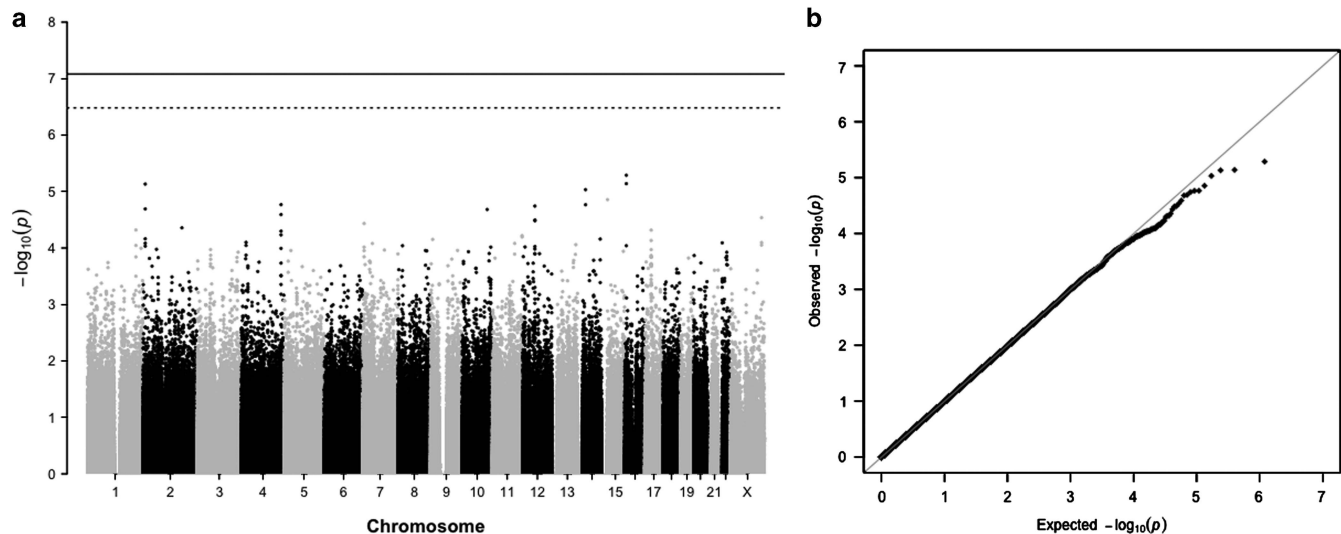 a
8
7
6
5
4
3
2
1
0
−log₁₀(p)
1 2 3 4 5 6 7 8 9 10 11 12 13 15 17 19 21 X
Chromosome
b
7
6
5
4
3
2
1
0
Observed −log₁₀(p)
0 1 2 3 4 5 6 7
Expected −log₁₀(p)